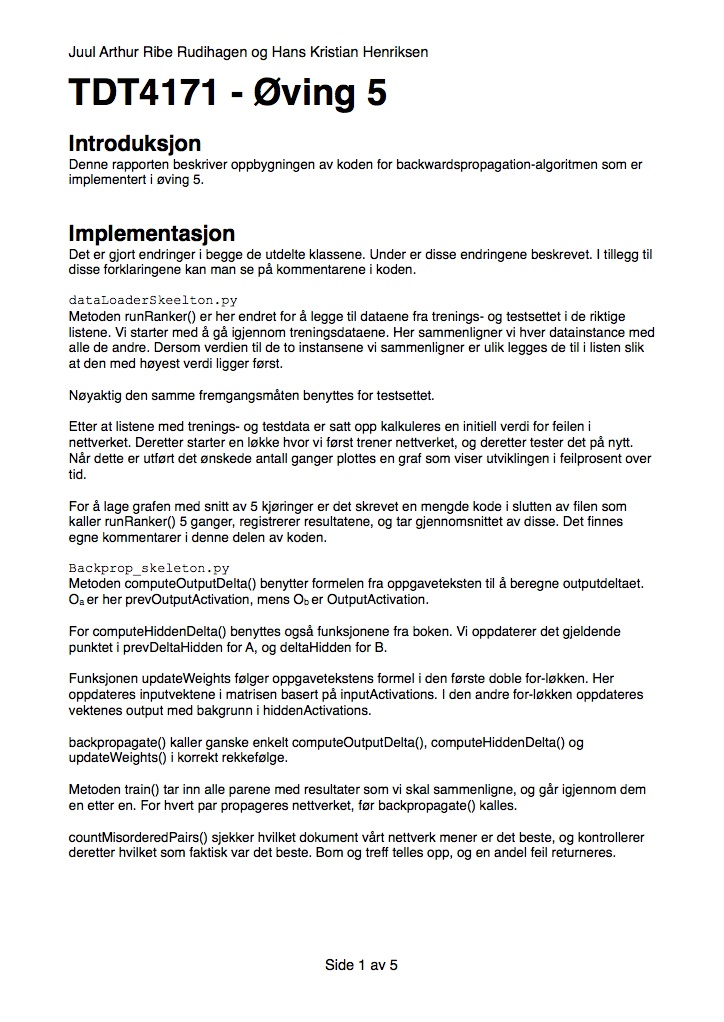 Juul Arthur Ribe Rudihagen og Hans Kristian Henriksen
TDT4171 - Øving 5
Introduksjon
Denne rapporten beskriver oppbygningen av koden for backwardspropagation-algoritmen som er
implementert i øving 5.
Implementasjon
Det er gjort endringer i begge de utdelte klassene. Under er disse endringene beskrevet. I tillegg til
disse forklaringene kan man se på kommentarene i koden.
dataLoaderSkeelton.py
Metoden runRanker() er her endret for å legge til dataene fra trenings- og testsettet i de riktige
listene. Vi starter med å gå igjennom treningsdataene. Her sammenligner vi hver datainstance med
alle de andre. Dersom verdien til de to instansene vi sammenligner er ulik legges de til i listen slik
at den med høyest verdi ligger først.
Nøyaktig den samme fremgangsmåten benyttes for testsettet.
Etter at listene med trenings- og testdata er satt opp kalkuleres en initiell verdi for feilen i
nettverket. Deretter starter en løkke hvor vi først trener nettverket, og deretter tester det på nytt.
Når dette er utført det ønskede antall ganger plottes en graf som viser utviklingen i feilprosent over
tid.
For å lage grafen med snitt av 5 kjøringer er det skrevet en mengde kode i slutten av filen som
kaller runRanker() 5 ganger, registrerer resultatene, og tar gjennomsnittet av disse. Det finnes
egne kommentarer i denne delen av koden.
Backprop_skeleton.py
Metoden computeOutputDelta() benytter formelen fra oppgaveteksten til å beregne outputdeltaet.
Oa er her prevOutputActivation, mens Ob er OutputActivation.
For computeHiddenDelta() benyttes også funksjonene fra boken. Vi oppdaterer det gjeldende
punktet i prevDeltaHidden for A, og deltaHidden for B.
Funksjonen updateWeights følger oppgavetekstens formel i den første doble for-løkken. Her
oppdateres inputvektene i matrisen basert på inputActivations. I den andre for-løkken oppdateres
vektenes output med bakgrunn i hiddenActivations.
backpropagate() kaller ganske enkelt computeOutputDelta(), computeHiddenDelta() og
updateWeights() i korrekt rekkefølge.
Metoden train() tar inn alle parene med resultater som vi skal sammenligne, og går igjennom dem
en etter en. For hvert par propageres nettverket, før backpropagate() kalles.
countMisorderedPairs() sjekker hvilket dokument vårt nettverk mener er det beste, og kontrollerer
deretter hvilket som faktisk var det beste. Bom og treff telles opp, og en andel feil returneres.
Side 1 av 5